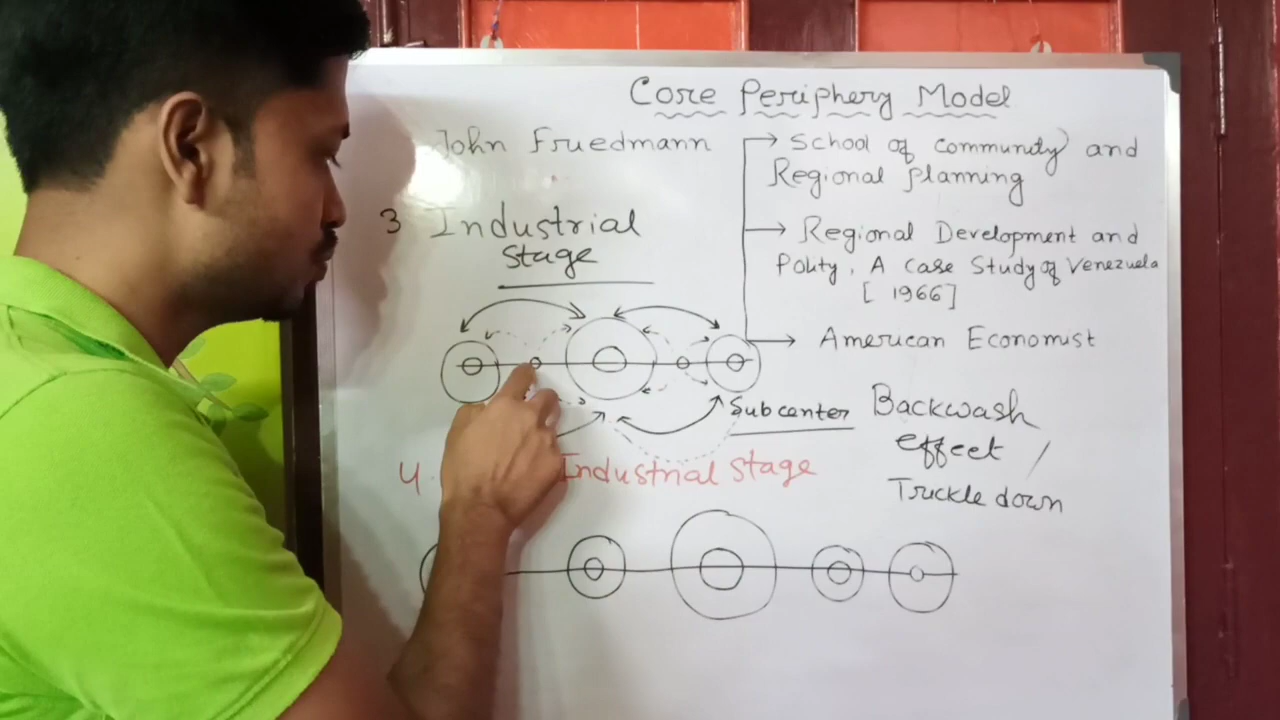 Core Periphery Model
John Friedmann
School of community and
Regional planning
3 Industrial
Stage
Regional Development and
Polity, A Case Study of Venezuela
[ 1966]
American Economist
Subcenter
Backwash
effect /
Trickle down
4.
Industrial Stage